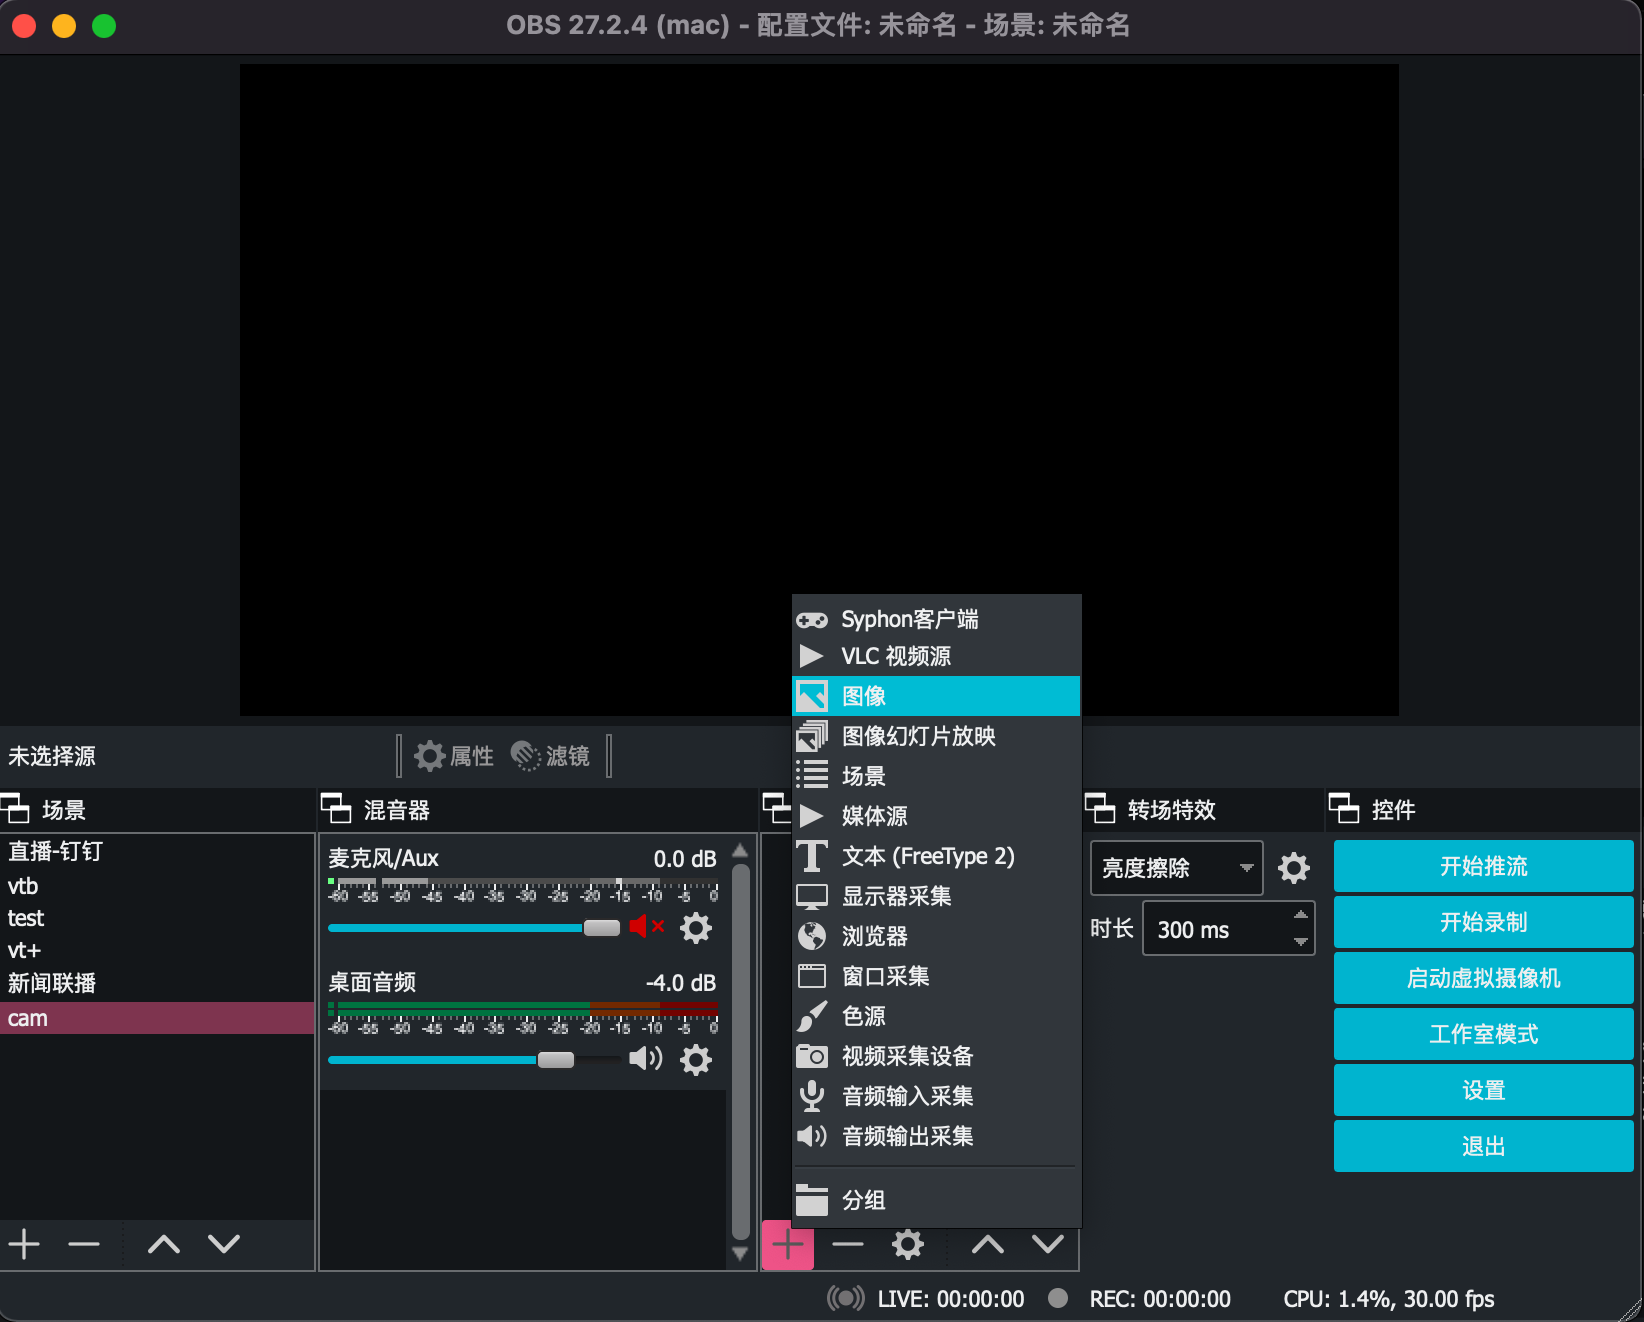 OBS 27.2.4 (mac) - 配置文件: 未命名 - 场景: 未命名
未选择源
属性
滤镜
场景
直播-钉钉
vtb
test
vt+
新闻联播
cam
混音器
麦克风/Aux
0.0 dB
-60 -55 -50 -45 -40 -35 -30 -25 -20 -15 -10 -5 0
桌面音频
-4.0 dB
-60 -55 -50 -45 -40 -35 -30 -25 -20 -15 -10 -5 0
Syphon客户端
VLC 视频源
图像
图像幻灯片放映
场景
媒体源
文本 (FreeType 2)
显示器采集
浏览器
窗口采集
色源
视频采集设备
音频输入采集
音频输出采集
分组
转场特效
亮度擦除
时长
300 ms
控件
开始推流
开始录制
启动虚拟摄像机
工作室模式
设置
退出
LIVE: 00:00:00
REC: 00:00:00
CPU: 1.4%, 30.00 fps